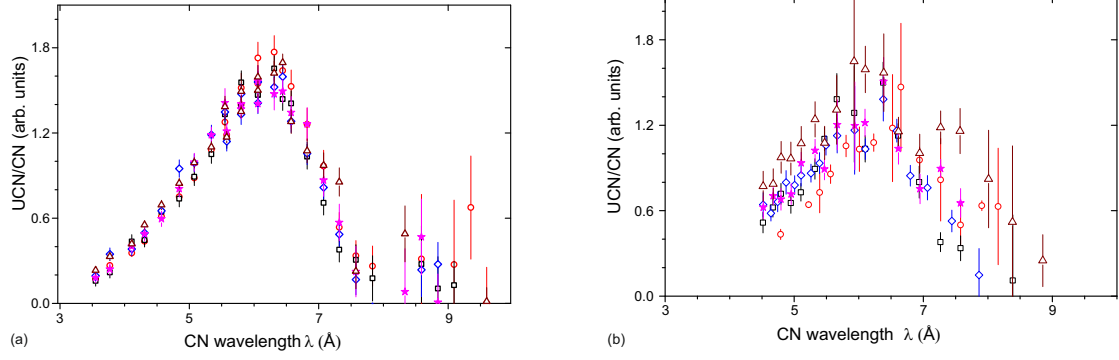 1.8
1.2
0.6
0.0
UCN/CN (arb. units)
3 5 7 9
CN wavelength λ (Å)
(a)
1.8
1.2
0.6
0.0
UCN/CN (arb. units)
3 5 7 9
CN wavelength λ (Å)
(b)